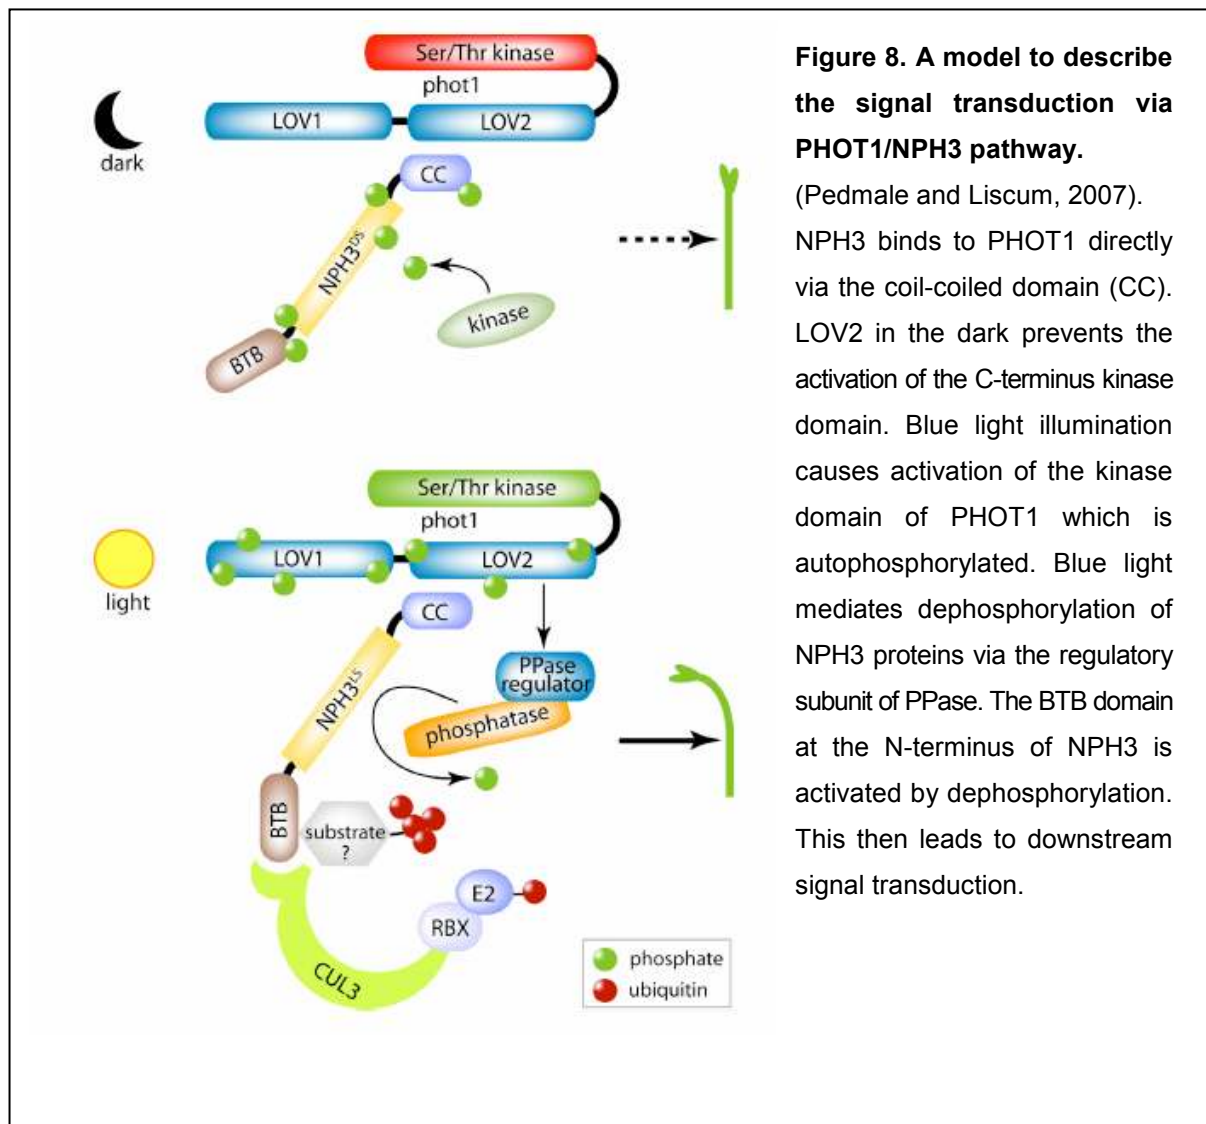 Ser/Thr kinase
phot1
LOV1
LOV2
dark
CC
NPH3DS
kinase
BTB
Ser/Thr kinase
phot1
LOV1
LOV2
light
CC
NPH3LS
PPase
regulator
phosphatase
BTB
substrate
?
E2
RBX
CUL3
phosphate
ubiquitin
Figure 8. A model to describe
the signal transduction via
PHOT1/NPH3 pathway.
(Pedmale and Liscum, 2007).
NPH3 binds to PHOT1 directly
via the coil-coiled domain (CC).
LOV2 in the dark prevents the
activation of the C-terminus kinase
domain. Blue light illumination
causes activation of the kinase
domain of PHOT1 which is
autophosphorylated. Blue light
mediates dephosphorylation of
NPH3 proteins via the regulatory
subunit of PPase. The BTB domain
at the N-terminus of NPH3 is
activated by dephosphorylation.
This then leads to downstream
signal transduction.